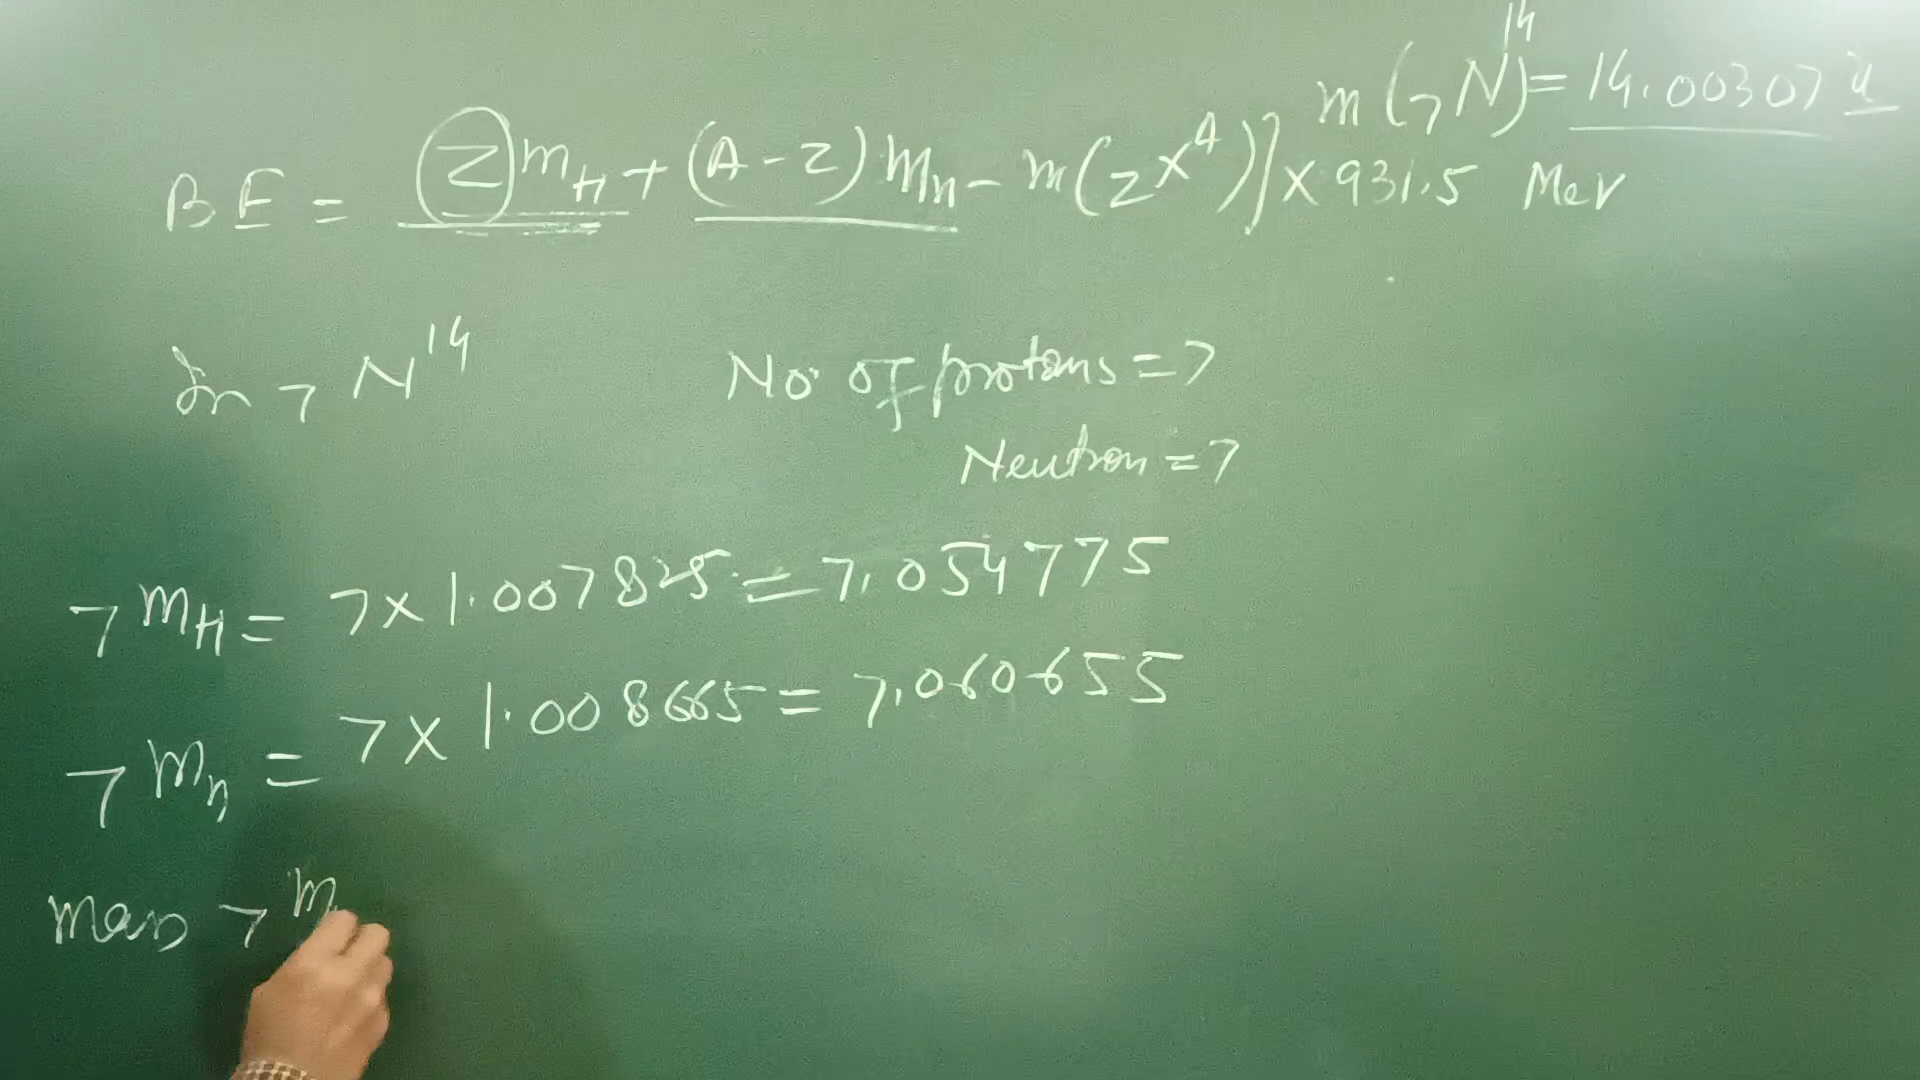 m(₇N¹⁴) = 14.00307 u
BE = Z mH + (A-Z) mn - m(zX^A)] × 931.5 MeV
In ₇N¹⁴ No. of protons = 7
Neutron = 7
7 mH = 7 × 1.007825 = 7.054775
7 mn = 7 × 1.008665 = 7.060655
mass 7 m